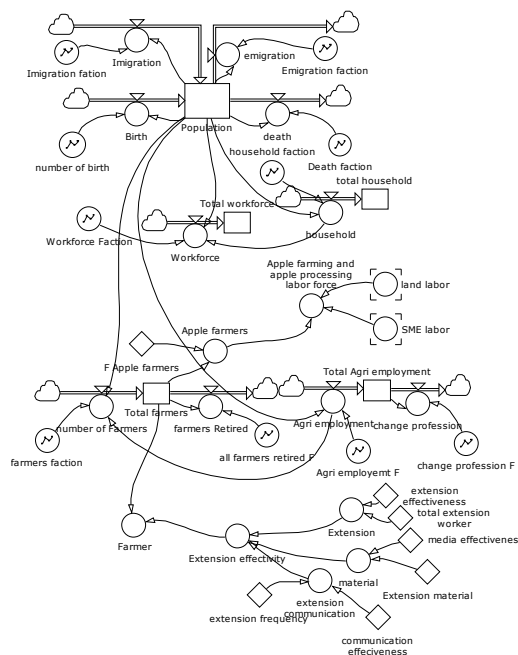 Imigration fation
Imigration
emigration
Emigration faction
number of birth
Birth
Population
death
household faction
Death faction
total household
Total workforce
Workforce Faction
Workforce
household
Apple farming and
apple processing
labor force
land labor
SME labor
Apple farmers
F Apple farmers
Total Agri employment
Total farmers
number of Farmers
farmers Retired
Agri employment
change profession
farmers faction
all farmers retired F
Agri employemt F
change profession F
extension
effectiveness
total extension
worker
Extension
media effectivenes
Farmer
Extension effectivity
material
Extension material
extension
communication
extension frequency
communication
effeciveness